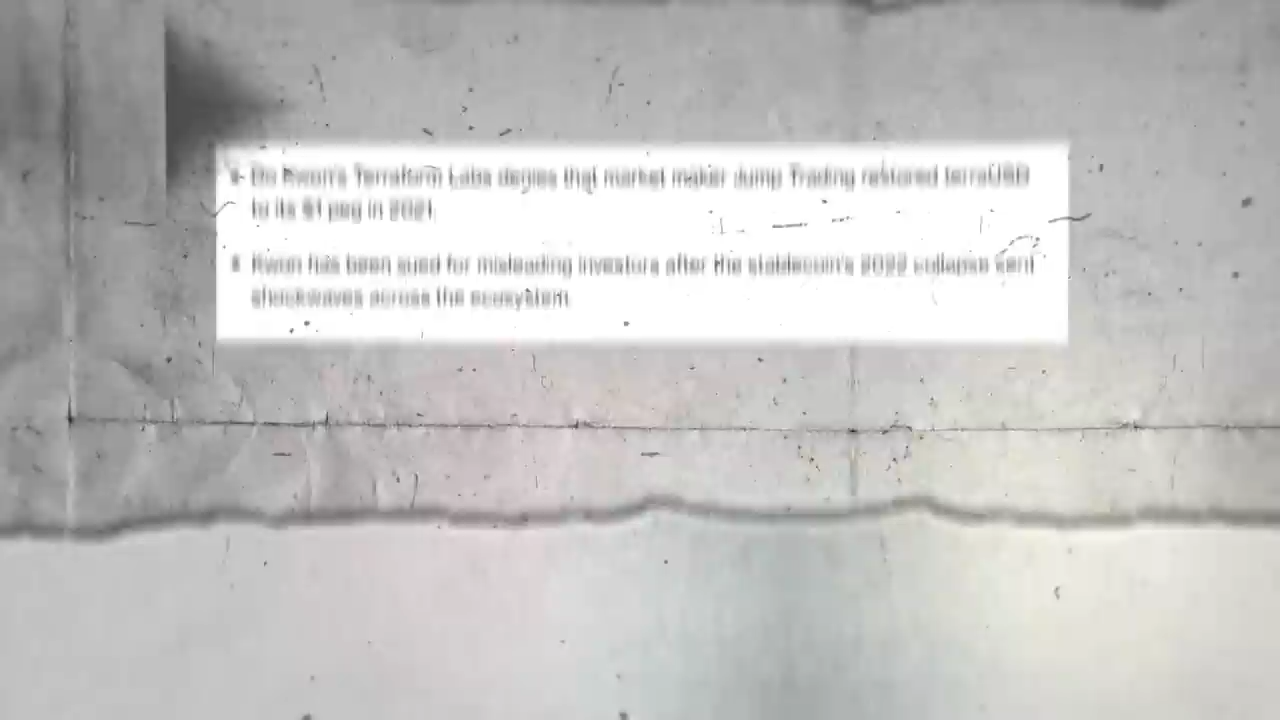 Do Kwon's Terraform Labs denies that market maker Jump Trading restored terraUSD
to its $1 peg in 2021.
Kwon has been sued for misleading investors after the stablecoin's 2022 collapse sent
shockwaves across the ecosystem.